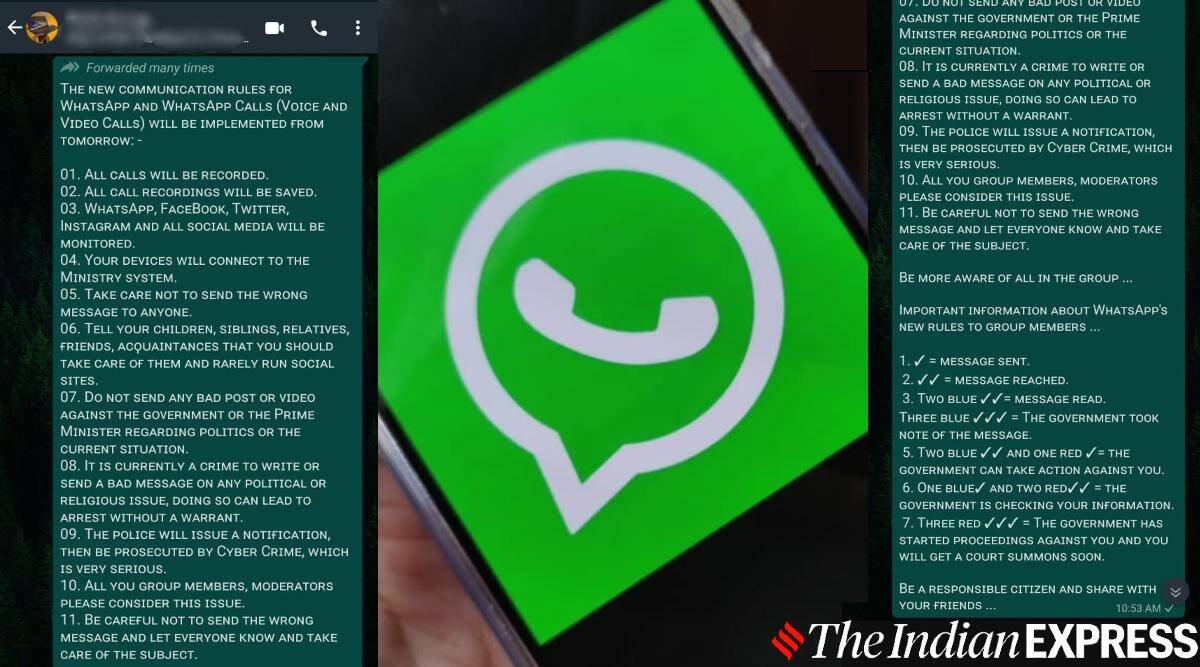 Forwarded many times
The new communication rules for
WhatsApp and WhatsApp Calls (Voice and
Video Calls) will be implemented from
tomorrow: -
01. All calls will be recorded.
02. All call recordings will be saved.
03. WhatsApp, FaceBook, Twitter,
Instagram and all social media will be
monitored.
04. Your devices will connect to the
Ministry system.
05. Take care not to send the wrong
message to anyone.
06. Tell your children, siblings, relatives,
friends, acquaintances that you should
take care of them and rarely run social
sites.
07. Do not send any bad post or video
against the government or the Prime
Minister regarding politics or the
current situation.
08. It is currently a crime to write or
send a bad message on any political or
religious issue, doing so can lead to
arrest without a warrant.
09. The police will issue a notification,
then be prosecuted by Cyber Crime, which
is very serious.
10. All you group members, moderators
please consider this issue.
11. Be careful not to send the wrong
message and let everyone know and take
care of the subject.
07. Do not send any bad post or video
against the government or the Prime
Minister regarding politics or the
current situation.
08. It is currently a crime to write or
send a bad message on any political or
religious issue, doing so can lead to
arrest without a warrant.
09. The police will issue a notification,
then be prosecuted by Cyber Crime, which
is very serious.
10. All you group members, moderators
please consider this issue.
11. Be careful not to send the wrong
message and let everyone know and take
care of the subject.
Be more aware of all in the group ...
Important information about WhatsApp's
new rules to group members ...
1. ✓ = message sent.
2. ✓✓ = message reached.
3. Two blue ✓✓= message read.
Three blue ✓✓✓ = The government took
note of the message.
5. Two blue ✓✓ and one red ✓= the
government can take action against you.
6. One blue✓ and two red✓✓ = the
government is checking your information.
7. Three red ✓✓✓ = The government has
started proceedings against you and you
will get a court summons soon.
Be a responsible citizen and share with
your friends ...
10:53 AM ✓
The Indian EXPRESS